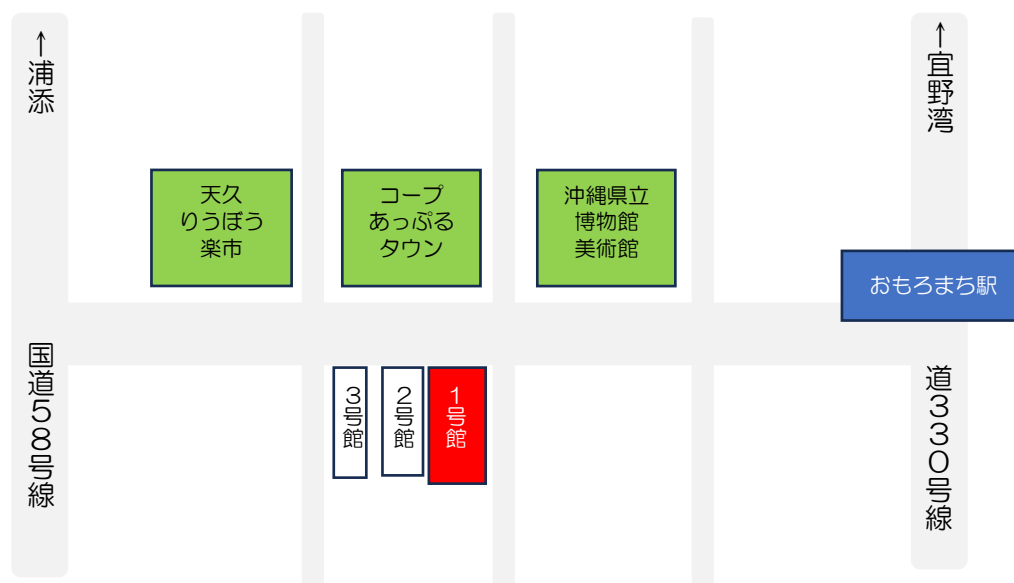 ↑浦添
↑宜野湾
天久
りうぼう
楽市
コープ
あっぷる
タウン
沖縄県立
博物館
美術館
おもろまち駅
国道58号線
3号館
2号館
1号館
道330号線